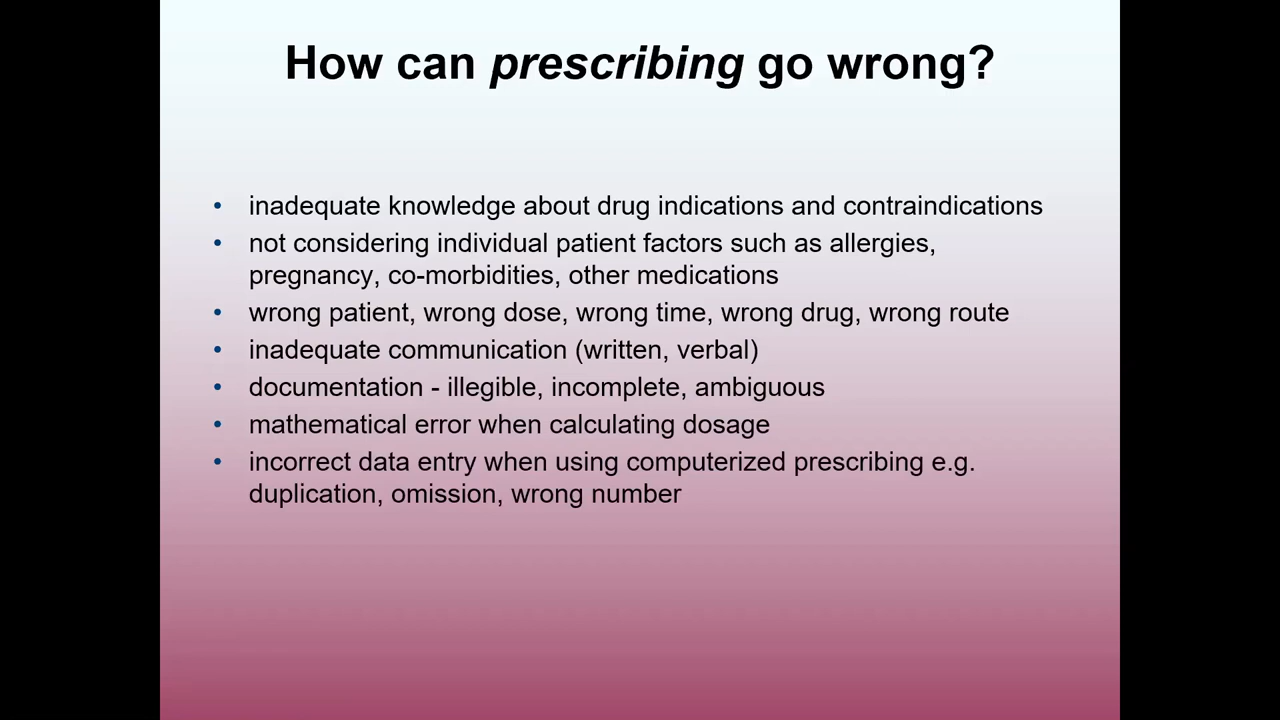 How can prescribing go wrong?
• inadequate knowledge about drug indications and contraindications
• not considering individual patient factors such as allergies,
pregnancy, co-morbidities, other medications
• wrong patient, wrong dose, wrong time, wrong drug, wrong route
• inadequate communication (written, verbal)
• documentation - illegible, incomplete, ambiguous
• mathematical error when calculating dosage
• incorrect data entry when using computerized prescribing e.g.
duplication, omission, wrong number